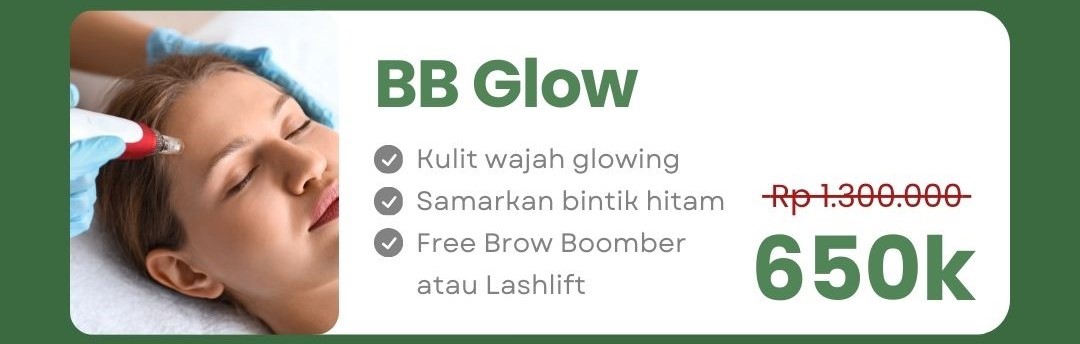 BB Glow
Kulit wajah glowing
Samarkan bintik hitam
Free Brow Boomber
atau Lashlift
Rp 1.300.000
650k